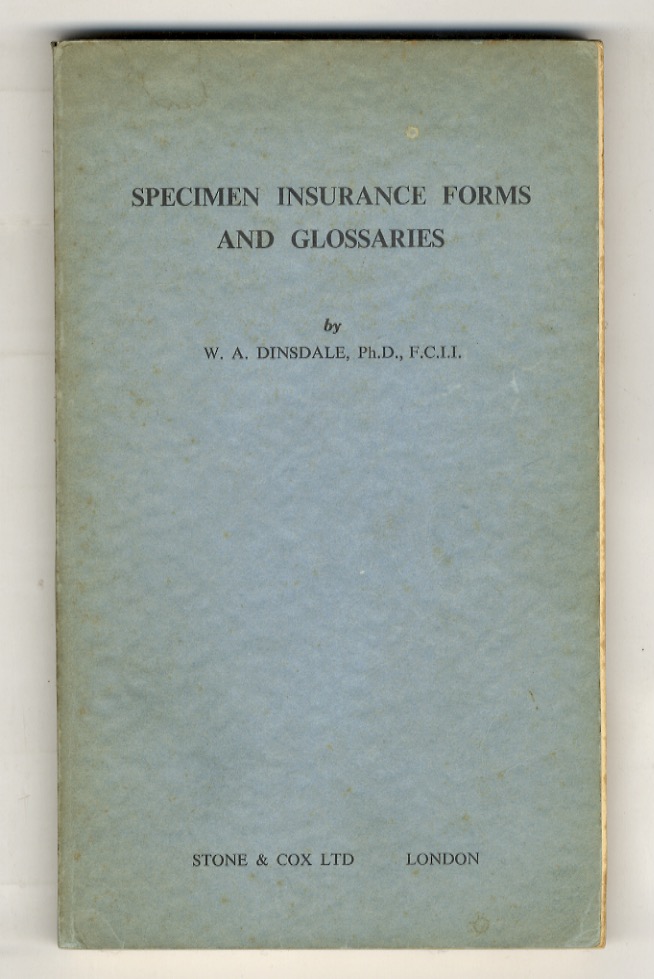 SPECIMEN INSURANCE FORMS
AND GLOSSARIES
by
W. A. DINSDALE, Ph.D., F.C.I.I.
STONE & COX LTD LONDON